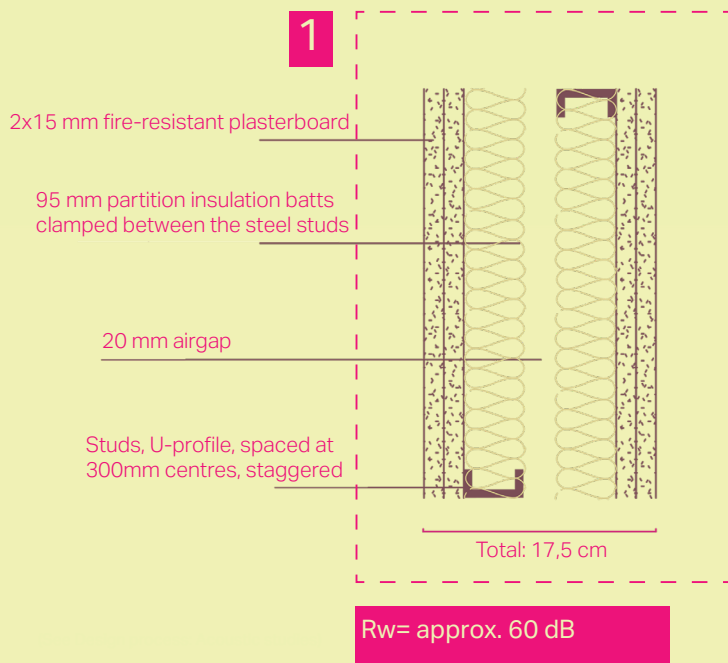 1
2x15 mm fire-resistant plasterboard
95 mm partition insulation batts
clamped between the steel studs
20 mm airgap
Studs, U-profile, spaced at
300mm centres, staggered
Total: 17,5 cm
Rw= approx. 60 dB